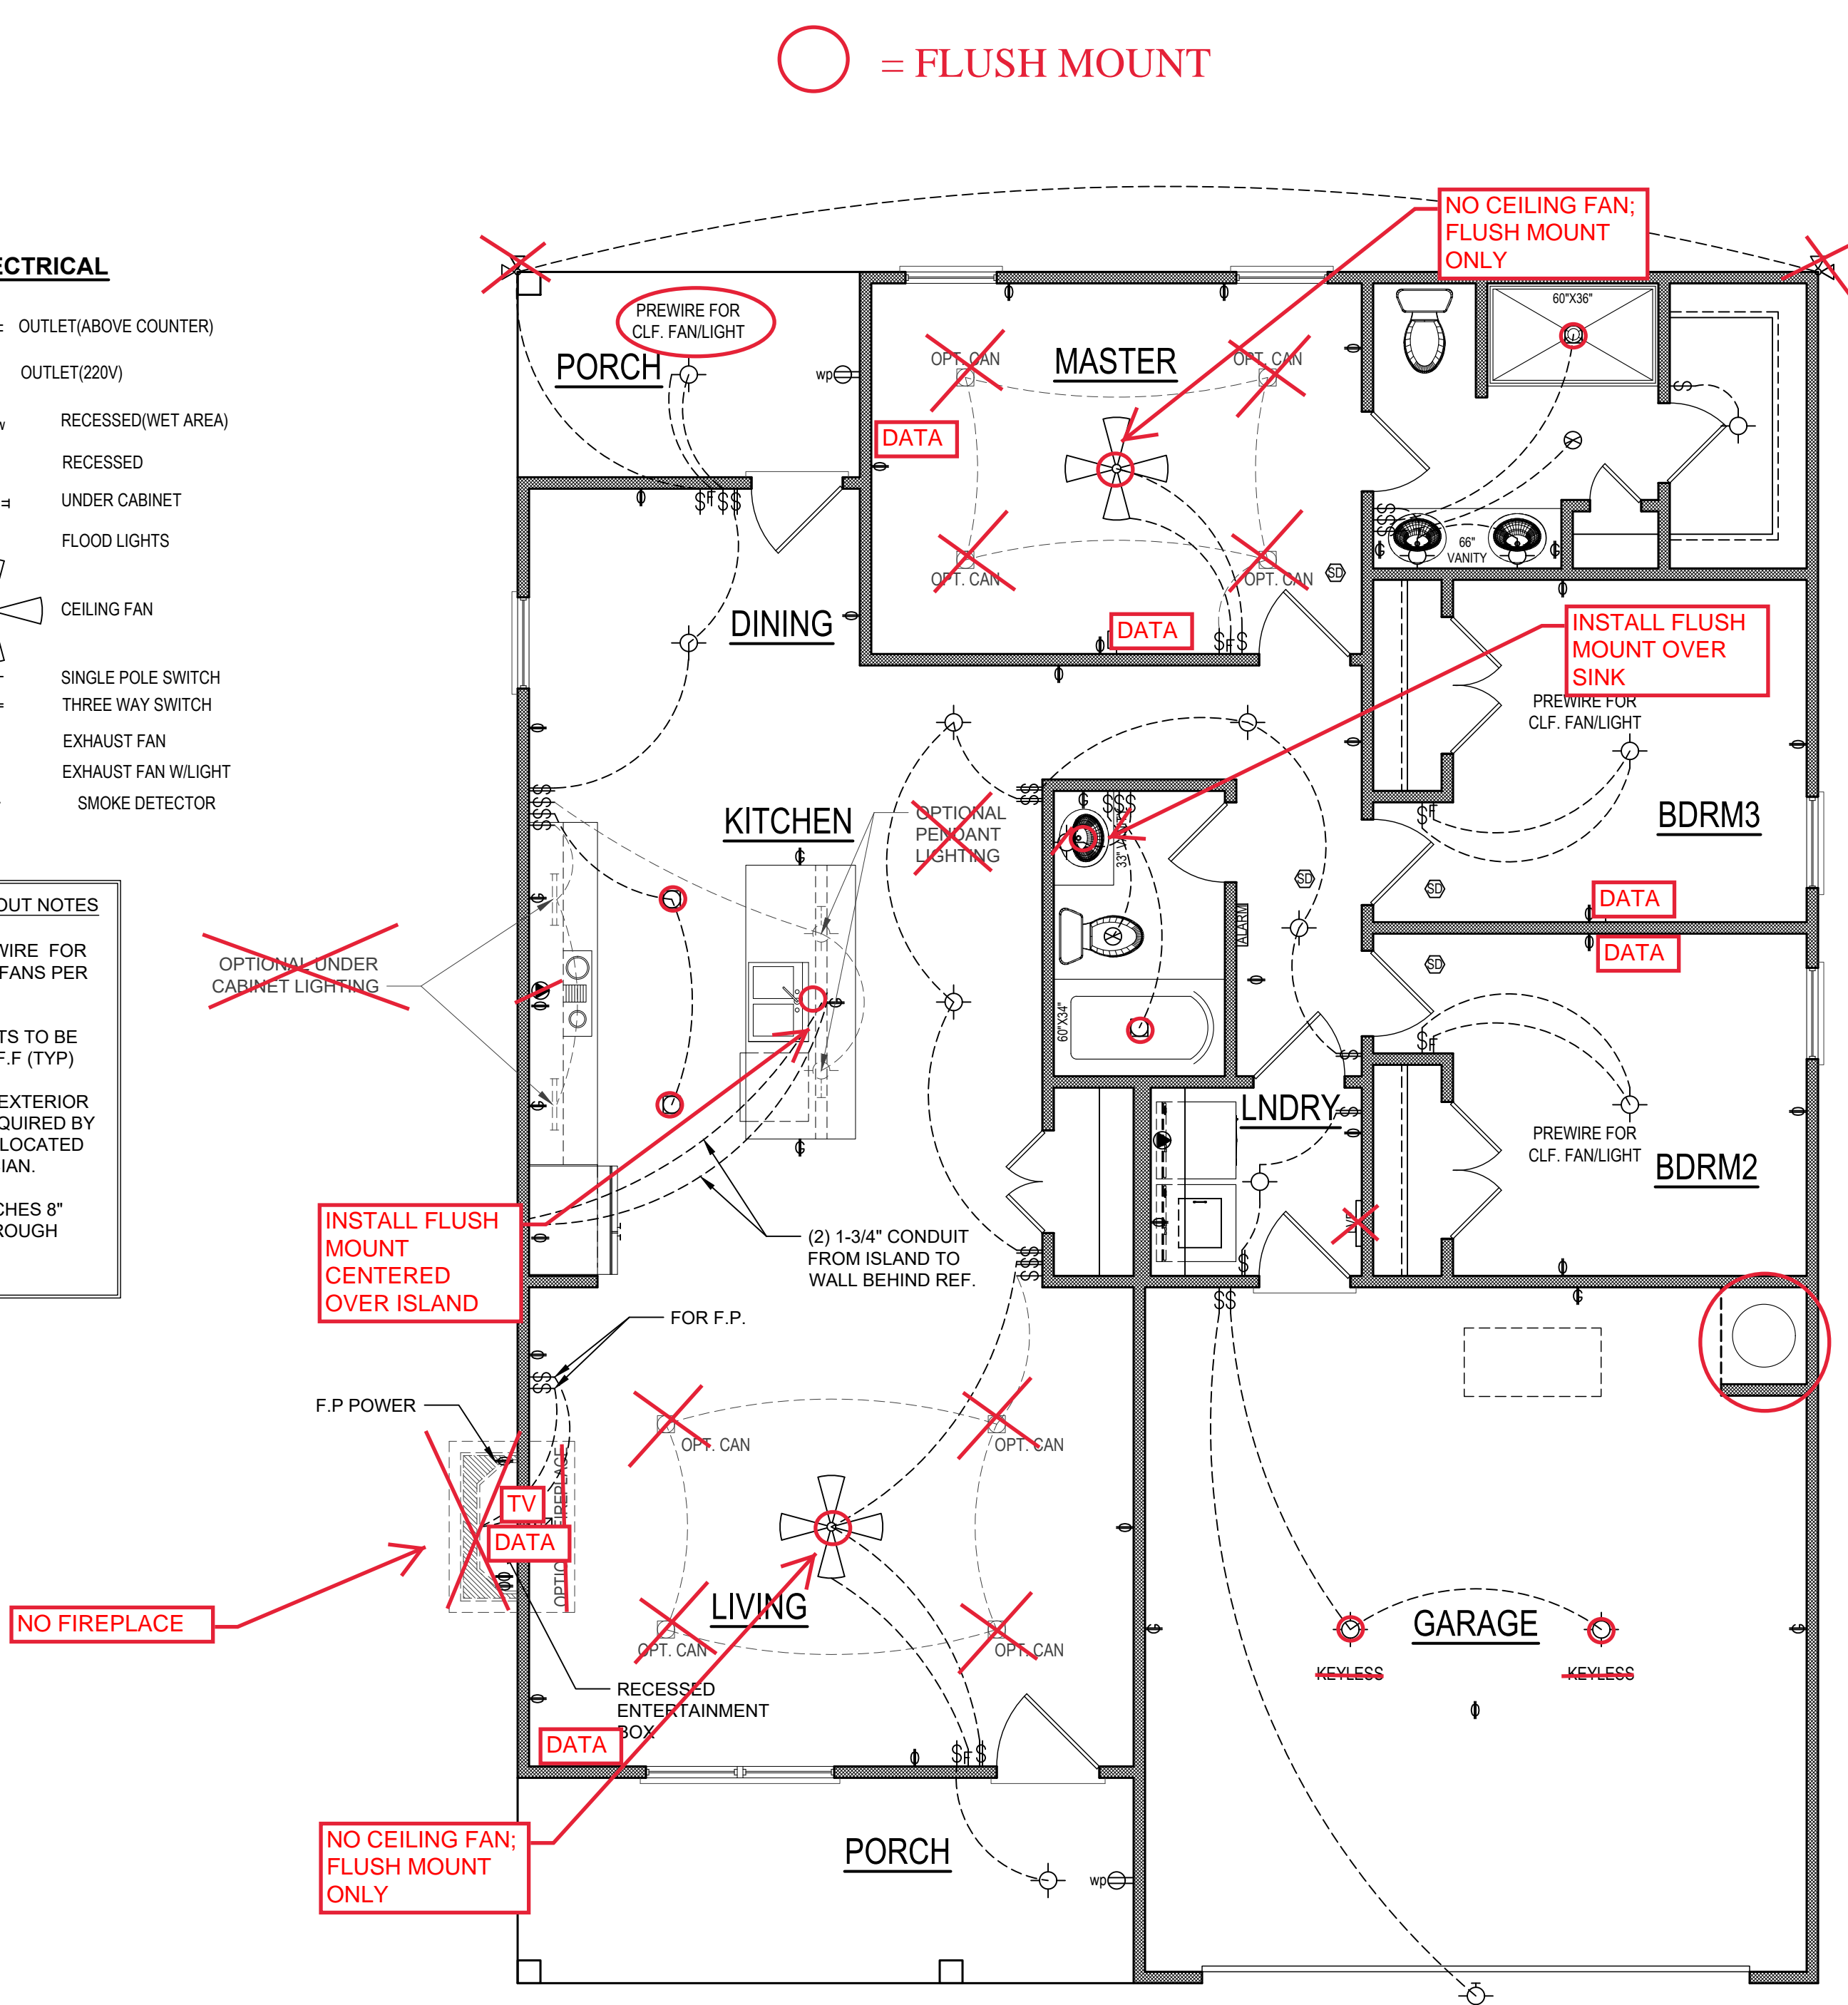 = FLUSH MOUNT
ECTRICAL
OUTLET(ABOVE COUNTER)
OUTLET(220V)
RECESSED(WET AREA)
RECESSED
UNDER CABINET
FLOOD LIGHTS
CEILING FAN
SINGLE POLE SWITCH
THREE WAY SWITCH
EXHAUST FAN
EXHAUST FAN W/LIGHT
SMOKE DETECTOR
OUT NOTES
WIRE FOR
FANS PER
TS TO BE
F.F (TYP)
EXTERIOR
QUIRED BY
LOCATED
IAN.
CHES 8"
ROUGH
NO CEILING FAN;
FLUSH MOUNT
ONLY
PREWIRE FOR
CLF. FAN/LIGHT
PORCH
wp
OPT. CAN
MASTER
OPT. CAN
60"X36"
DATA
OPT. CAN
OPT. CAN
SD
66"
VANITY
DINING
DATA
INSTALL FLUSH
MOUNT OVER
SINK
PREWIRE FOR
CLF. FAN/LIGHT
BDRM3
KITCHEN
OPTIONAL
PENDANT
LIGHTING
33"
SD
SD
ALARM
DATA
DATA
SD
OPTIONAL UNDER
CABINET LIGHTING
60"X34"
LNDRY
PREWIRE FOR
CLF. FAN/LIGHT
BDRM2
INSTALL FLUSH
MOUNT
CENTERED
OVER ISLAND
(2) 1-3/4" CONDUIT
FROM ISLAND TO
WALL BEHIND REF.
FOR F.P.
F.P POWER
OPT. CAN
OPT. CAN
TV
DATA
NO FIREPLACE
LIVING
OPT. CAN
OPT. CAN
GARAGE
KEYLESS
KEYLESS
RECESSED
ENTERTAINMENT
BOX
DATA
NO CEILING FAN;
FLUSH MOUNT
ONLY
PORCH
wp